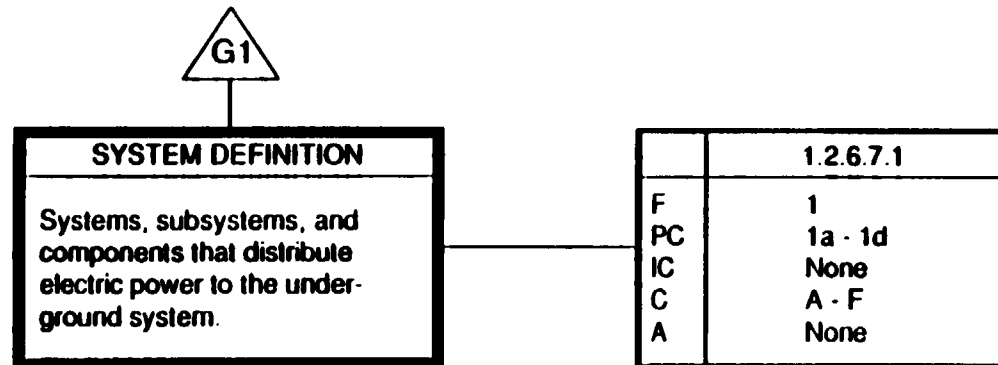 G1
SYSTEM DEFINITION
Systems, subsystems, and
components that distribute
electric power to the under-
ground system.
1.2.6.7.1
F 1
PC 1a - 1d
IC None
C A - F
A None